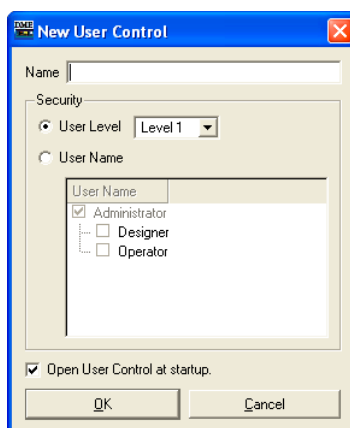 DME
New User Control
Name
Security
User Level Level 1
User Name
User Name
Administrator
Designer
Operator
Open User Control at startup.
OK Cancel